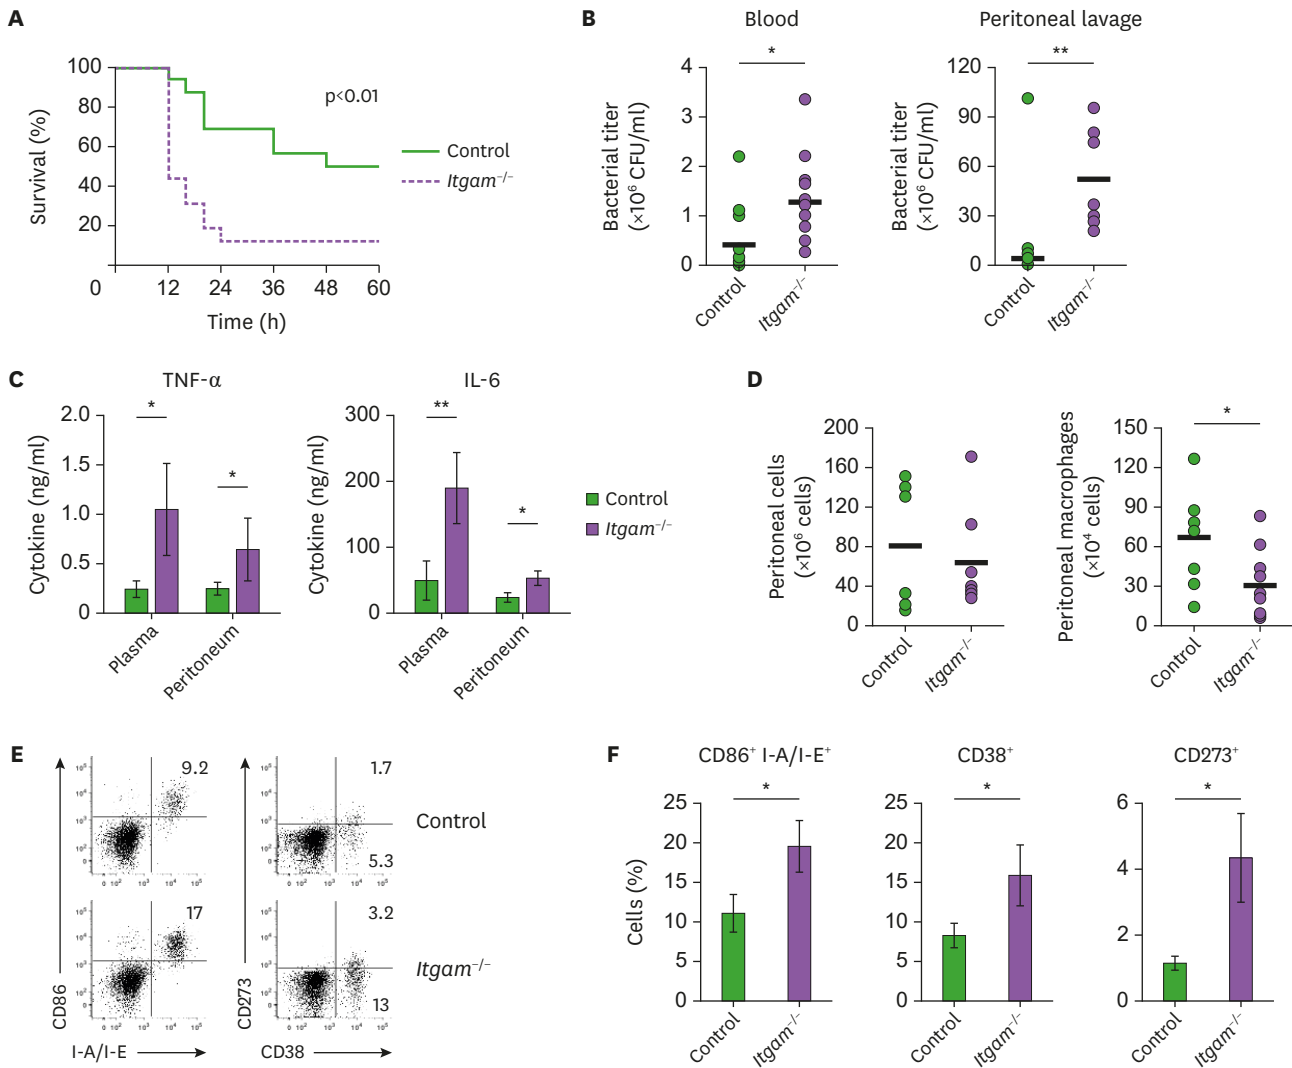 A
Survival (%)
100
80
60
40
20
0
12
24
36
48
60
Time (h)
p<0.01
Control
Itgam⁻/⁻
B
Blood
Bacterial titer
(×10⁶ CFU/ml)
4
3
2
1
0
*
Control
Itgam⁻/⁻
Peritoneal lavage
Bacterial titer
(×10⁶ CFU/ml)
120
90
60
30
0
**
Control
Itgam⁻/⁻
C
TNF-α
Cytokine (ng/ml)
2.0
1.5
1.0
0.5
0
*
*
Plasma
Peritoneum
IL-6
Cytokine (ng/ml)
300
200
100
0
**
*
Plasma
Peritoneum
Control
Itgam⁻/⁻
D
Peritoneal cells
(×10⁶ cells)
200
160
120
80
40
0
Control
Itgam⁻/⁻
Peritoneal macrophages
(×10⁴ cells)
150
120
90
60
30
0
*
Control
Itgam⁻/⁻
E
9.2
1.7
5.3
Control
17
3.2
13
Itgam⁻/⁻
CD86
I-A/I-E
CD273
CD38
F
CD86⁺ I-A/I-E⁺
Cells (%)
25
20
15
10
5
0
*
Control
Itgam⁻/⁻
CD38⁺
25
20
15
10
5
0
*
Control
Itgam⁻/⁻
CD273⁺
6
4
2
0
*
Control
Itgam⁻/⁻